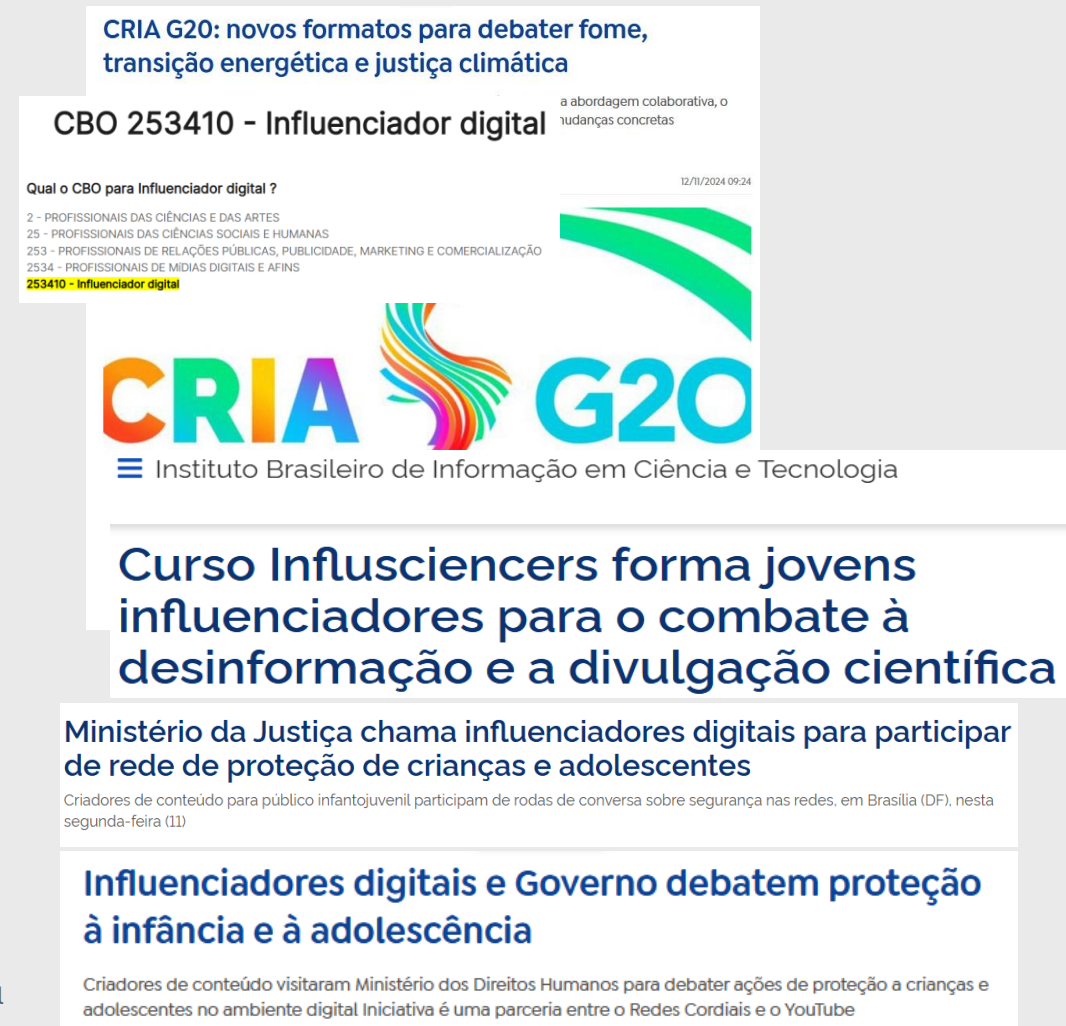 CRIA G20: novos formatos para debater fome,
transição energética e justiça climática
a abordagem colaborativa, o
mudanças concretas
12/11/2024 09:24
CBO 253410 - Influenciador digital
Qual o CBO para Influenciador digital ?
2 - PROFISSIONAIS DAS CIÊNCIAS E DAS ARTES
25 - PROFISSIONAIS DAS CIÊNCIAS SOCIAIS E HUMANAS
253 - PROFISSIONAIS DE RELAÇÕES PÚBLICAS, PUBLICIDADE, MARKETING E COMERCIALIZAÇÃO
2534 - PROFISSIONAIS DE MÍDIAS DIGITAIS E AFINS
253410 - Influenciador digital
CRIA G20
Instituto Brasileiro de Informação em Ciência e Tecnologia
Curso Influsciencers forma jovens
influenciadores para o combate à
desinformação e a divulgação científica
Ministério da Justiça chama influenciadores digitais para participar
de rede de proteção de crianças e adolescentes
Criadores de conteúdo para público infantojuvenil participam de rodas de conversa sobre segurança nas redes, em Brasília (DF), nesta
segunda-feira (11)
Influenciadores digitais e Governo debatem proteção
à infância e à adolescência
Criadores de conteúdo visitaram Ministério dos Direitos Humanos para debater ações de proteção a crianças e
adolescentes no ambiente digital Iniciativa é uma parceria entre o Redes Cordiais e o YouTube